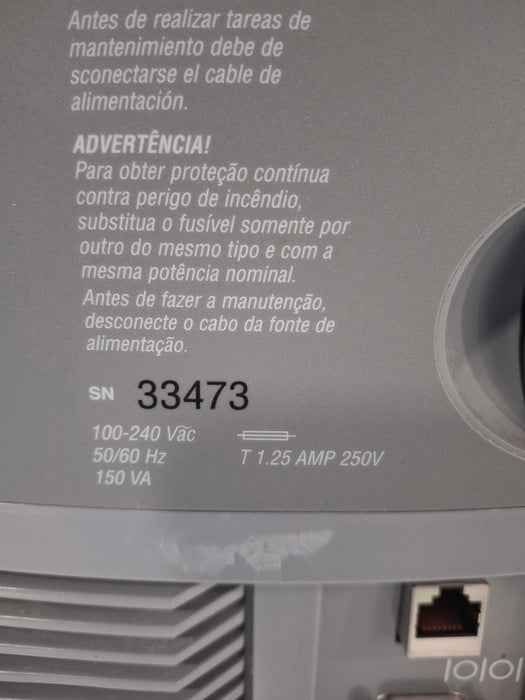 Antes de realizar tareas de
mantenimiento debe de
sconectarse el cable de
alimentación.
ADVERTÊNCIA!
Para obter proteção contínua
contra perigo de incêndio,
substitua o fusível somente por
outro do mesmo tipo e com a
mesma potência nominal.
Antes de fazer a manutenção,
desconecte o cabo da fonte de
alimentação.
SN 33473
100-240 Vac
50/60 Hz T 1.25 AMP 250V
150 VA
IOIOI